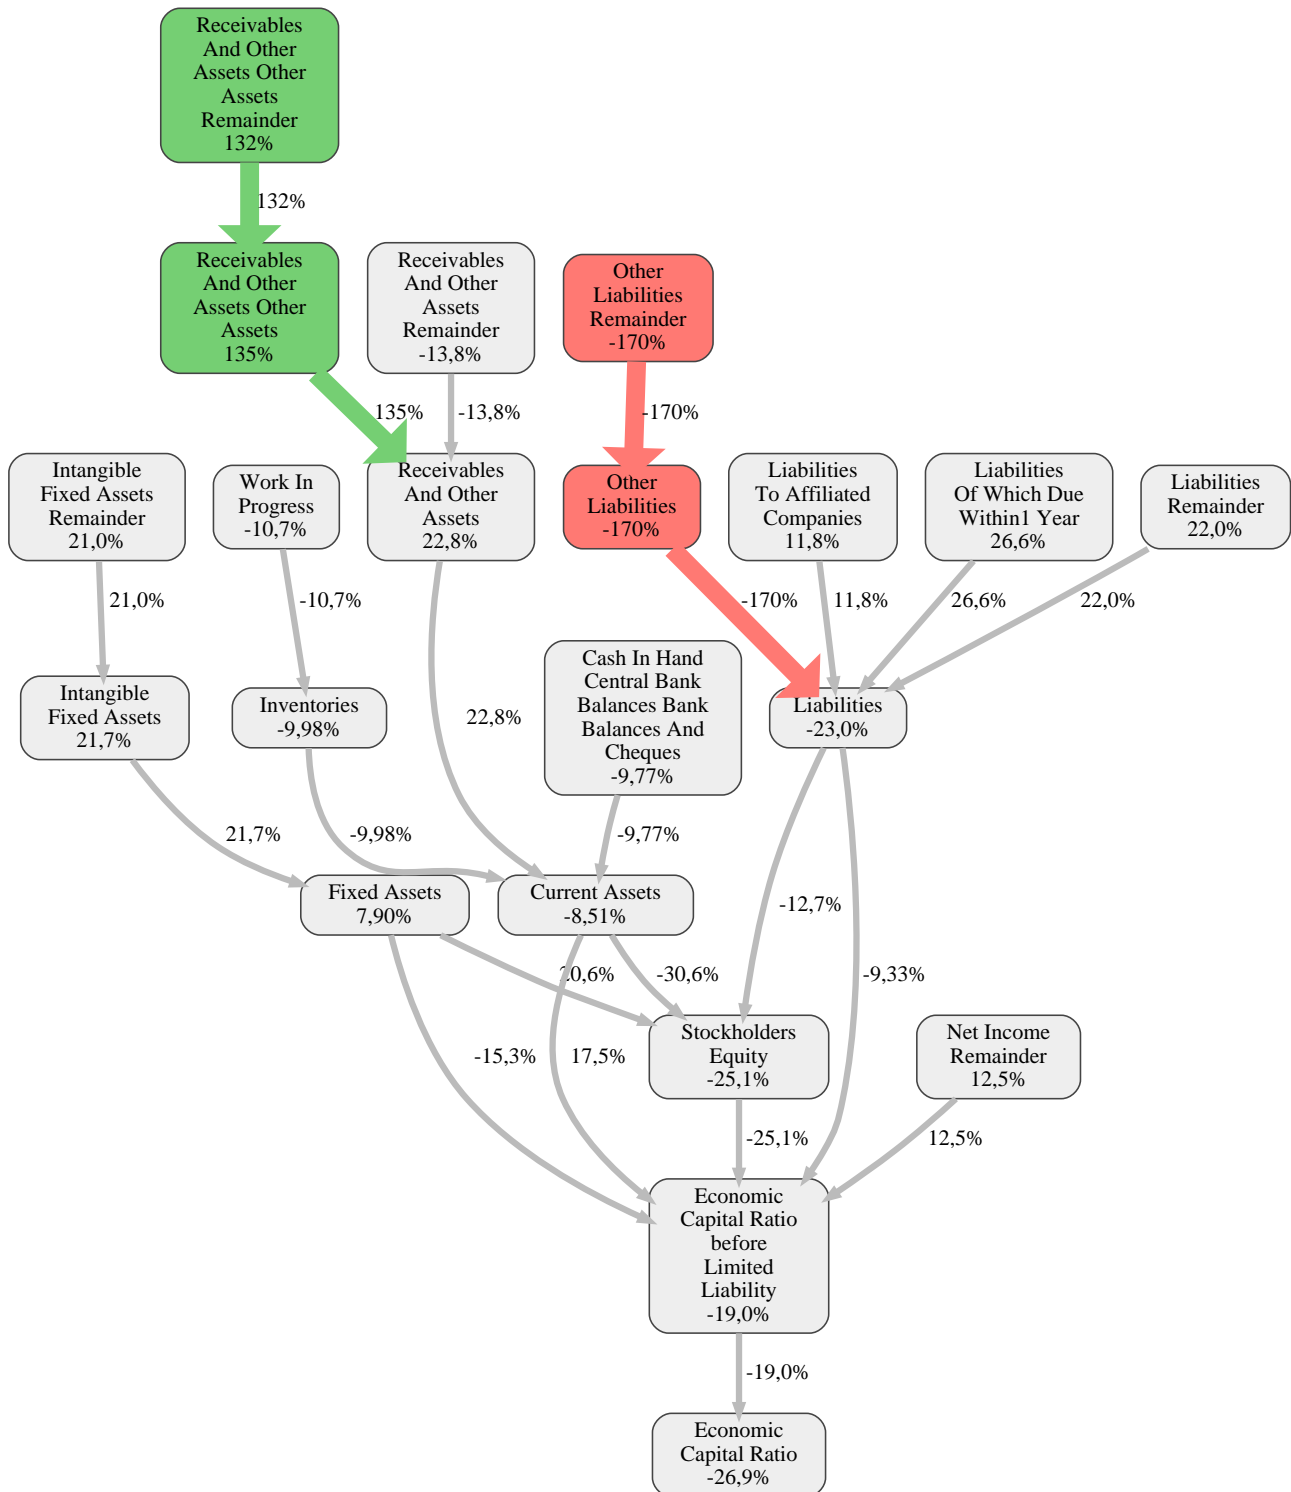 Receivables
And Other
Assets Other
Assets
Remainder
132%
132%
Receivables
And Other
Assets Other
Assets
135%
Receivables
And Other
Assets
Remainder
-13,8%
Other
Liabilities
Remainder
-170%
135%
-13,8%
-170%
Intangible
Fixed Assets
Remainder
21,0%
Work In
Progress
-10,7%
Receivables
And Other
Assets
22,8%
Other
Liabilities
-170%
Liabilities
To Affiliated
Companies
11,8%
Liabilities
Of Which Due
Within1 Year
26,6%
Liabilities
Remainder
22,0%
21,0%
-10,7%
-170%
11,8%
26,6%
22,0%
Intangible
Fixed Assets
21,7%
Inventories
-9,98%
22,8%
Cash In Hand
Central Bank
Balances Bank
Balances And
Cheques
-9,77%
Liabilities
-23,0%
21,7%
-9,98%
-9,77%
Fixed Assets
7,90%
Current Assets
-8,51%
-12,7%
20,6%
-30,6%
-9,33%
-15,3%
17,5%
Stockholders
Equity
-25,1%
Net Income
Remainder
12,5%
-25,1%
12,5%
Economic
Capital Ratio
before
Limited
Liability
-19,0%
-19,0%
Economic
Capital Ratio
-26,9%